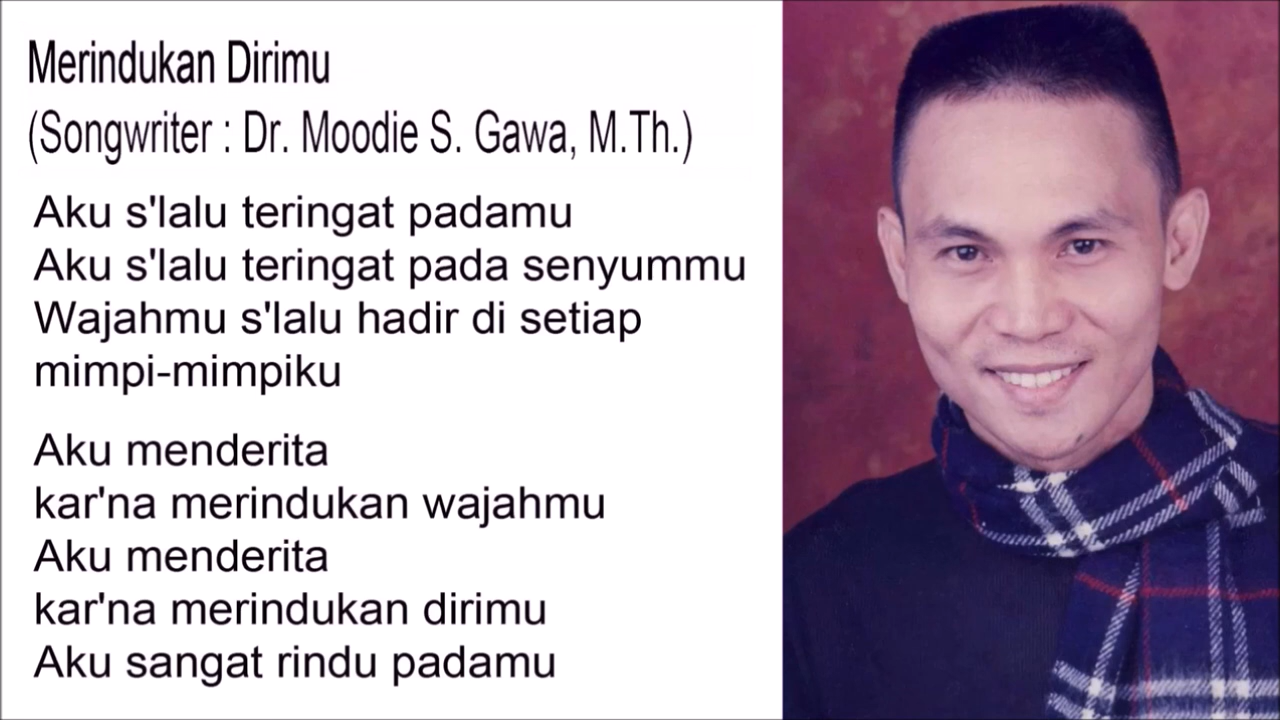 Merindukan Dirimu
(Songwriter : Dr. Moodie S. Gawa, M.Th.)
Aku s'lalu teringat padamu
Aku s'lalu teringat pada senyummu
Wajahmu s'lalu hadir di setiap
mimpi-mimpiku
Aku menderita
kar'na merindukan wajahmu
Aku menderita
kar'na merindukan dirimu
Aku sangat rindu padamu